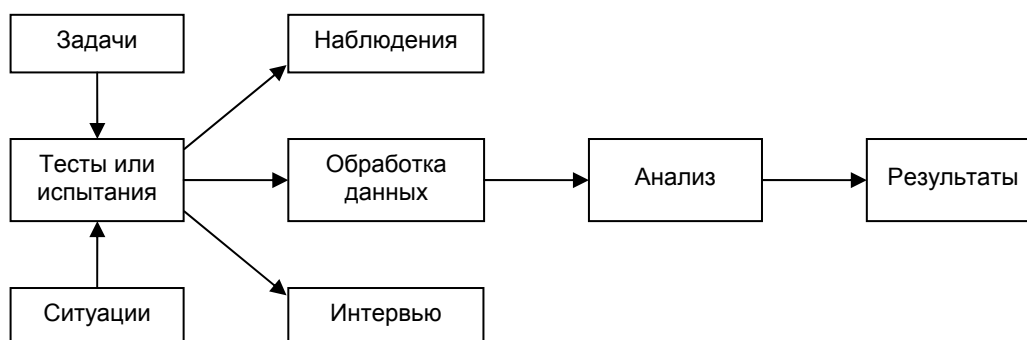 Задачи
Наблюдения
Тесты или
испытания
Обработка
данных
Анализ
Результаты
Ситуации
Интервью